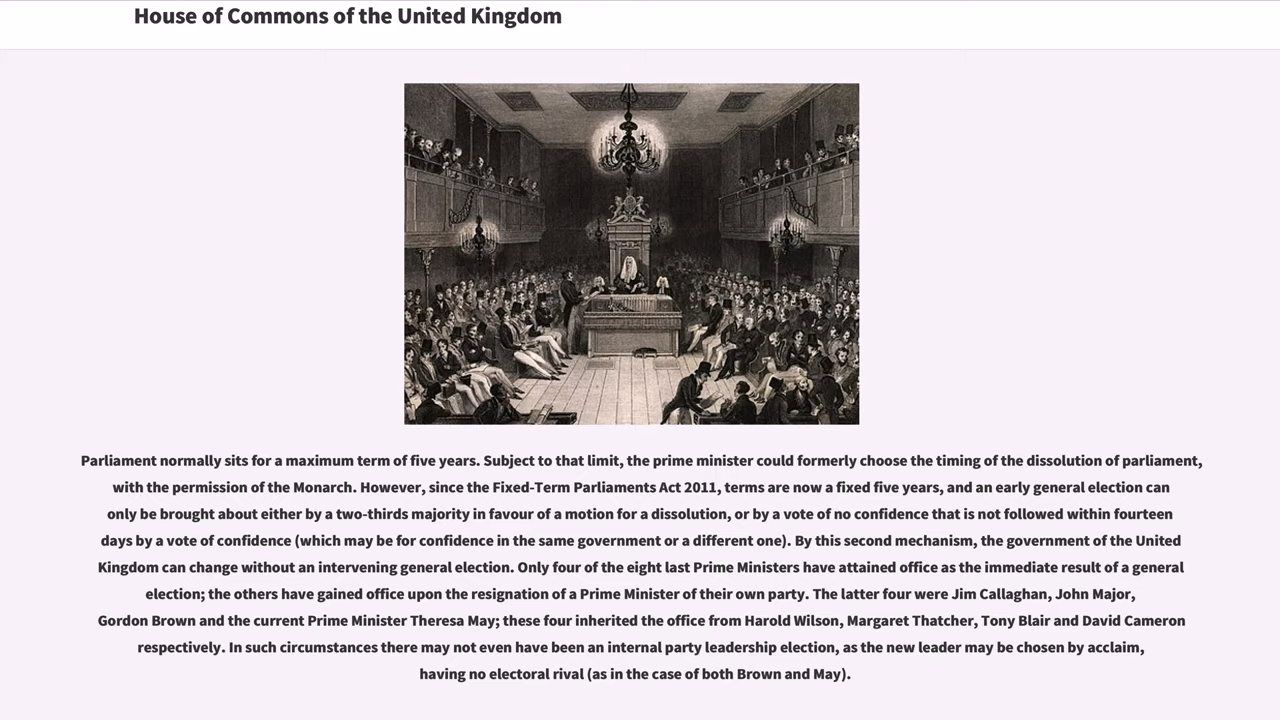 House of Commons of the United Kingdom
Parliament normally sits for a maximum term of five years. Subject to that limit, the prime minister could formerly choose the timing of the dissolution of parliament,
with the permission of the Monarch. However, since the Fixed-Term Parliaments Act 2011, terms are now a fixed five years, and an early general election can
only be brought about either by a two-thirds majority in favour of a motion for a dissolution, or by a vote of no confidence that is not followed within fourteen
days by a vote of confidence (which may be for confidence in the same government or a different one). By this second mechanism, the government of the United
Kingdom can change without an intervening general election. Only four of the eight last Prime Ministers have attained office as the immediate result of a general
election; the others have gained office upon the resignation of a Prime Minister of their own party. The latter four were Jim Callaghan, John Major,
Gordon Brown and the current Prime Minister Theresa May; these four inherited the office from Harold Wilson, Margaret Thatcher, Tony Blair and David Cameron
respectively. In such circumstances there may not even have been an internal party leadership election, as the new leader may be chosen by acclaim,
having no electoral rival (as in the case of both Brown and May).